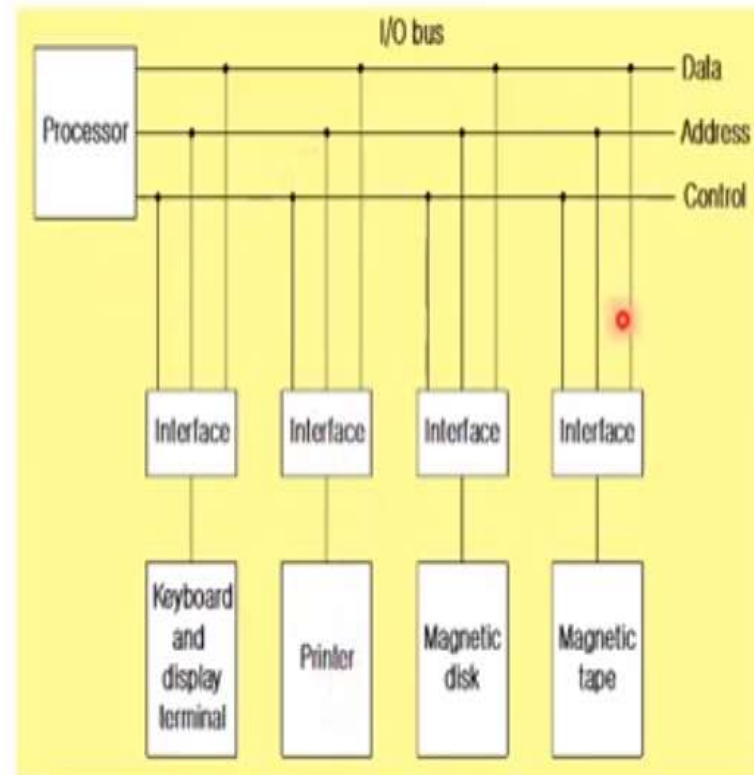 I/O bus
Data
Processor
Address
Control
Interface
Interface
Interface
Interface
Keyboard
and
display
terminal
Printer
Magnetic
disk
Magnetic
tape